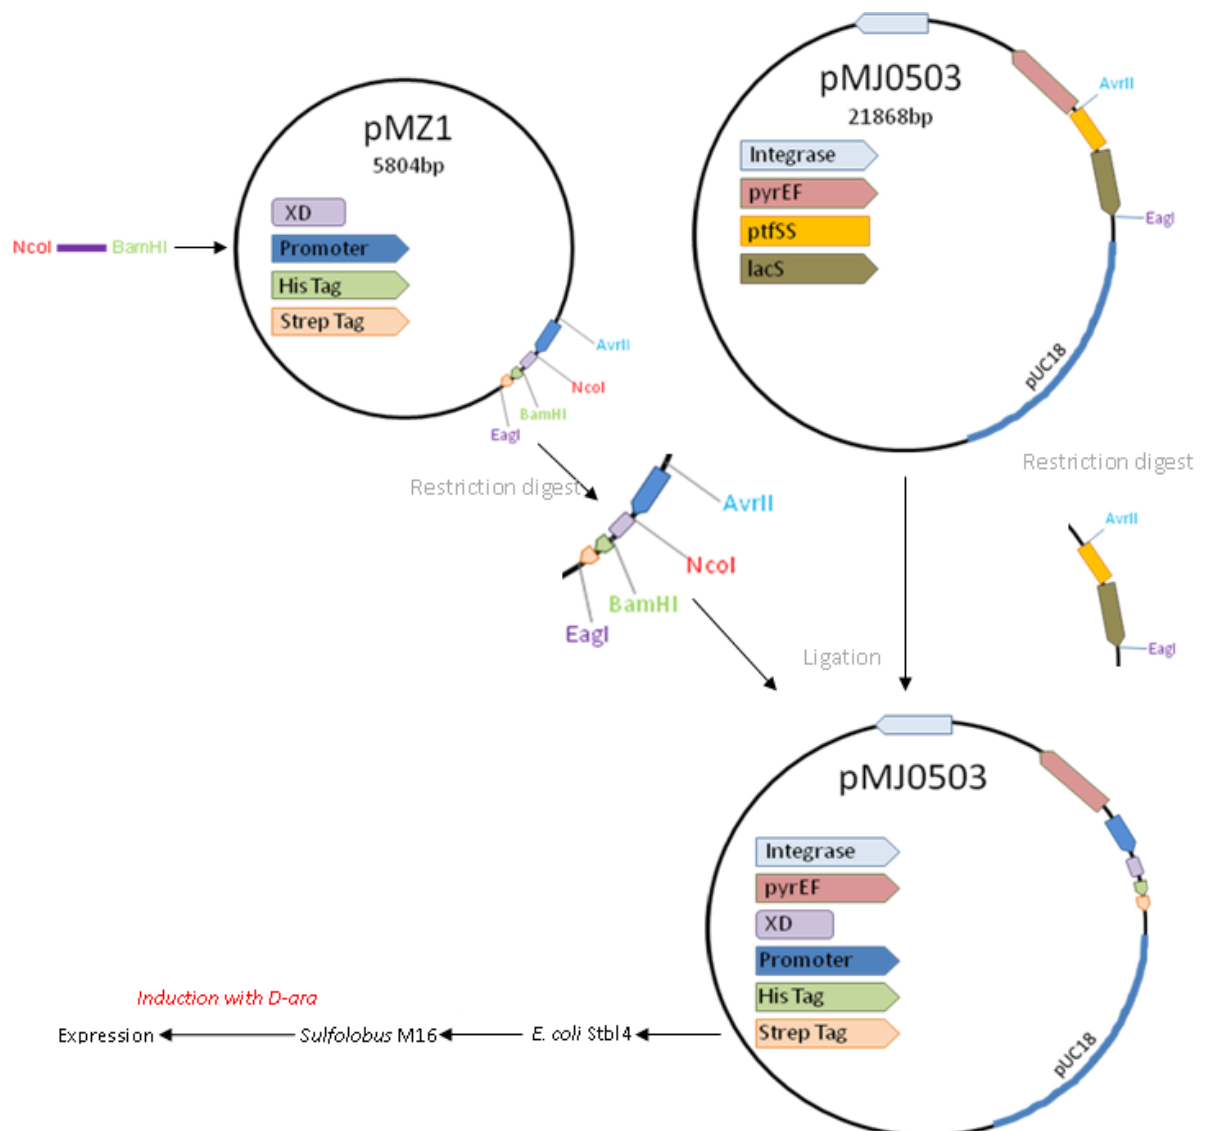 pMZ1
5804bp
XD
Promoter
His Tag
Strep Tag
NcoI
BamHI
AvrII
NcoI
BamHI
EagI
pMJ0503
21868bp
Integrase
pyrEF
ptfSS
lacS
AvrII
EagI
pUC18
Restriction digest
AvrII
NcoI
BamHI
EagI
Restriction digest
AvrII
EagI
Ligation
pMJ0503
Integrase
pyrEF
XD
Promoter
His Tag
Strep Tag
pUC18
Induction with D-ara
Expression
Sulfolobus M16
E. coli Stbl4